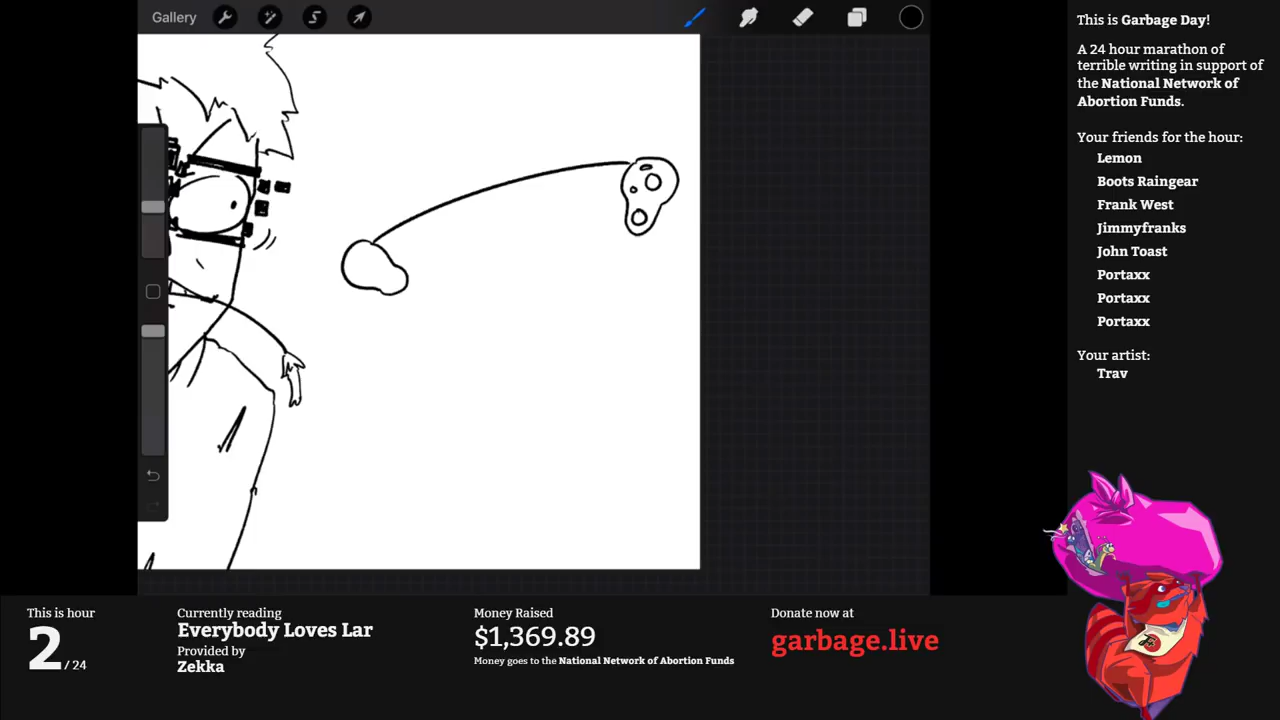 Gallery
This is Garbage Day!
A 24 hour marathon of
terrible writing in support of
the National Network of
Abortion Funds.
Your friends for the hour:
Lemon
Boots Raingear
Frank West
Jimmyfranks
John Toast
Portaxx
Portaxx
Portaxx
Your artist:
Trav
This is hour
2 / 24
Currently reading
Everybody Loves Lar
Provided by
Zekka
Money Raised
$1,369.89
Money goes to the National Network of Abortion Funds
Donate now at
garbage.live